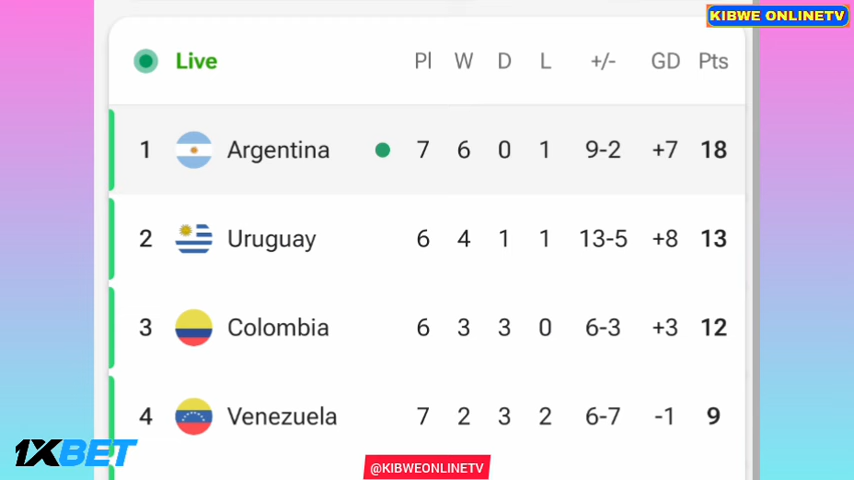 KIBWE ONLINETV
Live Pl W D L +/- GD Pts
1 Argentina 7 6 0 1 9-2 +7 18
2 Uruguay 6 4 1 1 13-5 +8 13
3 Colombia 6 3 3 0 6-3 +3 12
4 Venezuela 7 2 3 2 6-7 -1 9
1XBET
@KIBWEONLINETV